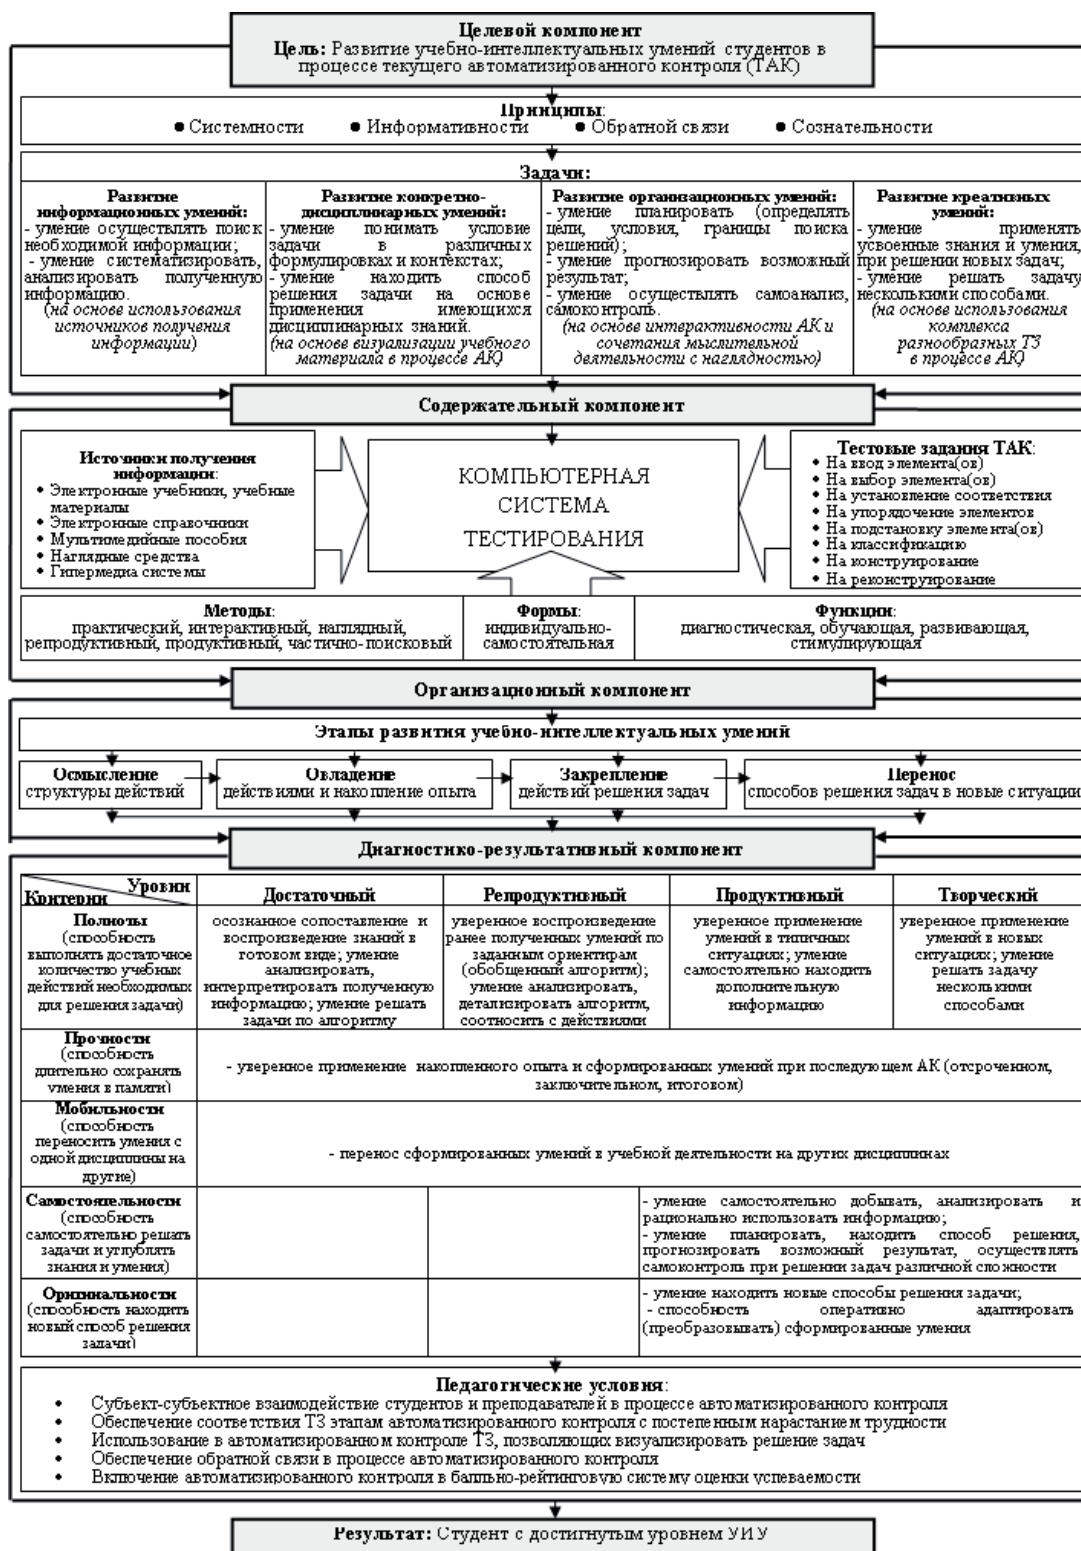 Целевой компонент
Цель: Развитие учебно-интеллектуальных умений студентов в
процессе текущего автоматизированного контроля (ТАК)
Принципы:
● Системности ● Информативности ● Обратной связи ● Сознательности
Задачи:
Развитие
информационных умений:
- умение осуществлять поиск
необходимой информации;
- умение систематизировать,
анализировать полученную
информацию.
(на основе использования
источников получения
информации)
Развитие конкретно-
дисциплинарных умений:
- умение понимать условие
задачи в различных
формулировках и контекстах;
- умение находить способ
решения задачи на основе
применения имеющихся
дисциплинарных знаний.
(на основе визуализации учебного
материала в процессе АК)
Развитие организационных умений:
- умение планировать (определять
цели, условия, границы поиска
решений);
- умение прогнозировать возможный
результат;
- умение осуществлять самоанализ,
самоконтроль.
(на основе интерактивности АК и
сочетания мыслительной
деятельности с наглядностью)
Развитие креативных
умений:
- умение применять
усвоенные знания и умения,
при решении новых задач;
- умение решать задачу
несколькими способами.
(на основе использования
комплекса
разнообразных ТЗ
в процессе АК)
Содержательный компонент
Источники получения
информации:
• Электронные учебники, учебные
материалы
• Электронные справочники
• Мультимедийные пособия
• Наглядные средства
• Гипермедиа системы
КОМПЬЮТЕРНАЯ
СИСТЕМА
ТЕСТИРОВАНИЯ
Тестовые задания ТАК:
• На ввод элемента(ов)
• На выбор элемента(ов)
• На установление соответствия
• На упорядочение элементов
• На подстановку элемента(ов)
• На классификацию
• На конструирование
• На реконструирование
Методы:
практический, интерактивный, наглядный,
репродуктивный, продуктивный, частично-поисковый
Формы:
индивидуально-
самостоятельная
Функции:
диагностическая, обучающая, развивающая,
стимулирующая
Организационный компонент
Этапы развития учебно-интеллектуальных умений
Осмысление
структуры действий
Овладение
действиями и накопление опыта
Закрепление
действий решения задач
Перенос
способов решения задач в новые ситуации
Диагностико-результативный компонент
Уровни
Критерии
Достаточный
Репродуктивный
Продуктивный
Творческий
Полноты
(способность
выполнять достаточное
количество учебных
действий необходимых
для решения задачи)
осознанное сопоставление и
воспроизведение знаний в
готовом виде; умение
анализировать,
интерпретировать полученную
информацию; умение решать
задачи по алгоритму
уверенное воспроизведение
ранее полученных умений по
заданным ориентирам
(обобщенный алгоритм);
умение анализировать,
детализировать алгоритм,
соотносить с действиями
уверенное применение
умений в типичных
ситуациях; умение
самостоятельно находить
дополнительную
информацию
уверенное применение
умений в новых
ситуациях; умение
решать задачу
несколькими
способами
Прочности
(способность
длительно сохранять
умения в памяти)
- уверенное применение накопленного опыта и сформированных умений при последующем АК (отсроченном,
заключительном, итоговом)
Мобильности
(способность
переносить умения с
одной дисциплины на
другие)
- перенос сформированных умений в учебной деятельности на других дисциплинах
Самостоятельности
(способность
самостоятельно решать
задачи и углублять
знания и умения)
- умение самостоятельно добывать, анализировать и
рационально использовать информацию;
- умение планировать, находить способ решения,
прогнозировать возможный результат, осуществлять
самоконтроль при решении задач различной сложности
Оригинальности
(способность находить
новый способ решения
задачи)
- умение находить новые способы решения задачи;
- способность оперативно адаптировать
(преобразовывать) сформированные умения
Педагогические условия:
• Субъект-субъектное взаимодействие студентов и преподавателей в процессе автоматизированного контроля
• Обеспечение соответствия ТЗ этапам автоматизированного контроля с постепенным нарастанием трудности
• Использование в автоматизированном контроле ТЗ, позволяющих визуализировать решение задач
• Обеспечение обратной связи в процессе автоматизированного контроля
• Включение автоматизированного контроля в балльно-рейтинговую систему оценки успеваемости
Результат: Студент с достигнутым уровнем УИУ